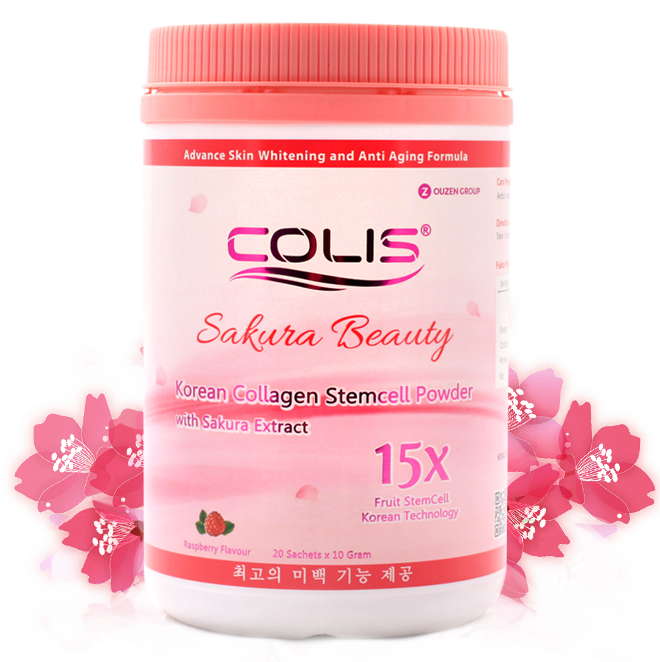 Advance Skin Whitening and Anti Aging Formula
Z OUZEN GROUP
COLIS®
Sakura Beauty
Korean Collagen Stemcell Powder
with Sakura Extract
15X
Fruit StemCell
Korean Technology
Raspberry Flavour
20 Sachets x 10 Gram
최고의 미백 기능 제공